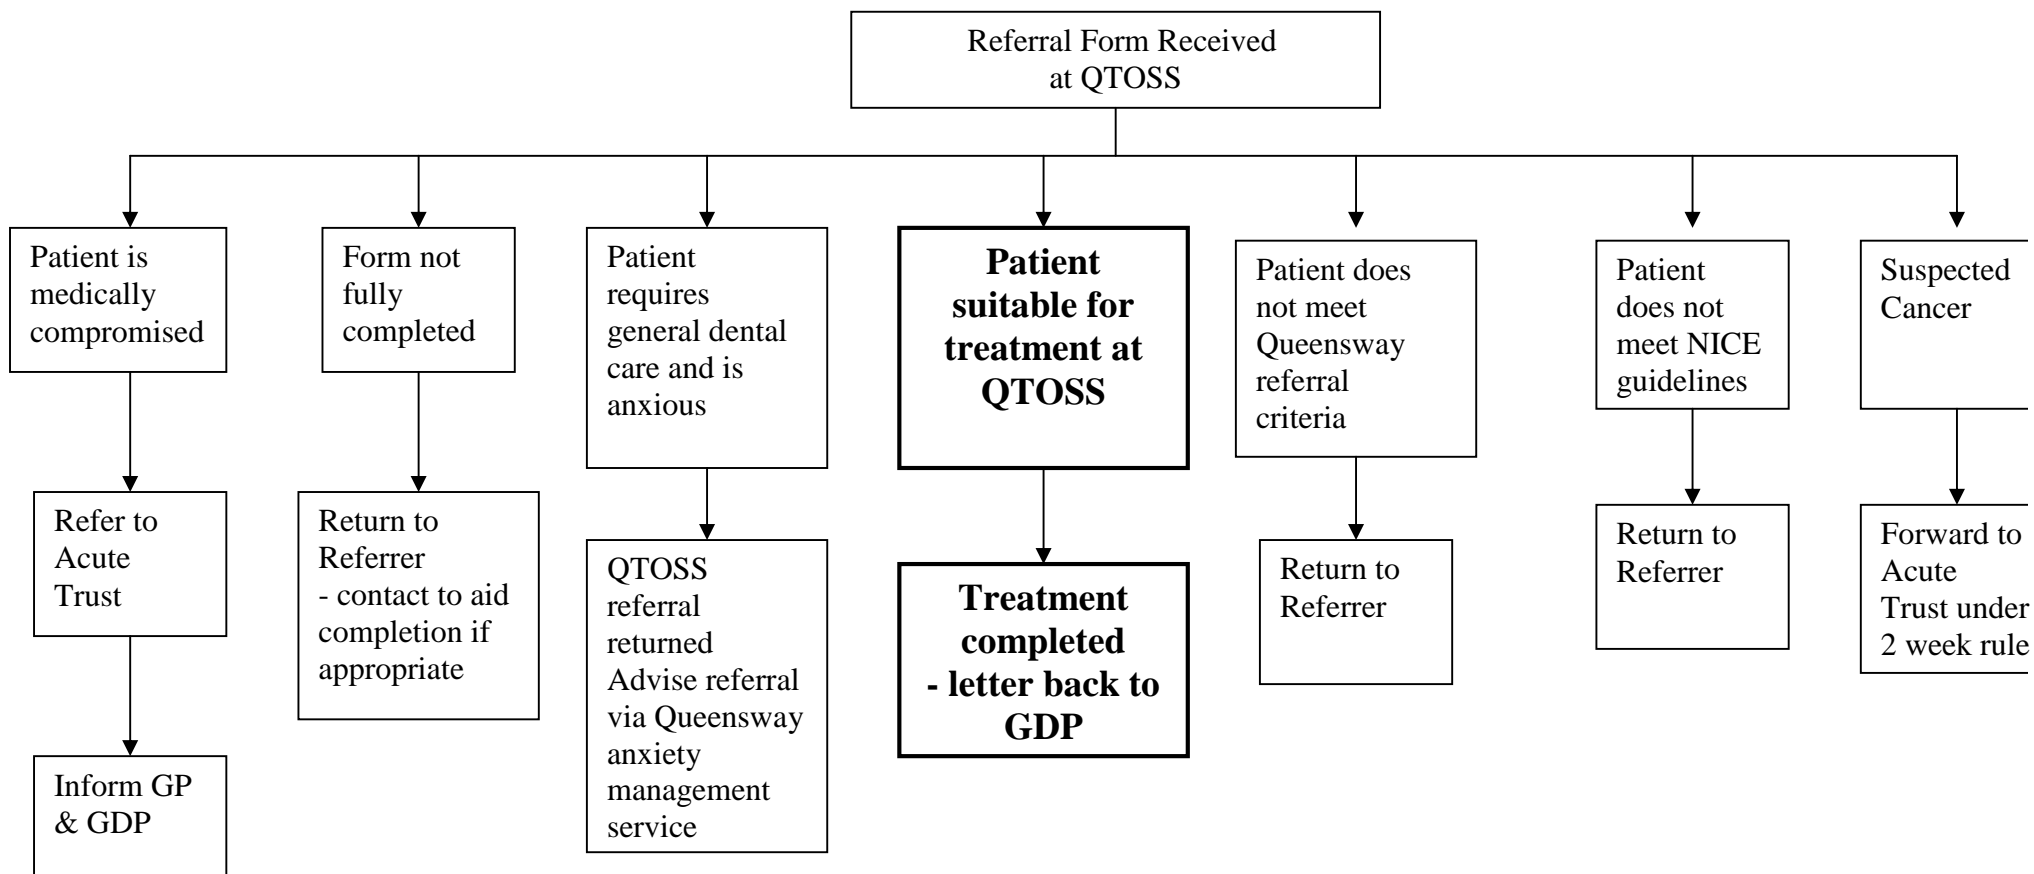 Referral Form Received
at QTOSS
Patient is
medically
compromised
Form not
fully
completed
Patient
requires
general dental
care and is
anxious
Patient
suitable for
treatment at
QTOSS
Patient does
not meet
Queensway
referral
criteria
Patient
does not
meet NICE
guidelines
Suspected
Cancer
Refer to
Acute
Trust
Return to
Referrer
- contact to aid
completion if
appropriate
QTOSS
referral
returned
Advise referral
via Queensway
anxiety
management
service
Treatment
completed
- letter back to
GDP
Return to
Referrer
Return to
Referrer
Forward to
Acute
Trust under
2 week rule
Inform GP
& GDP